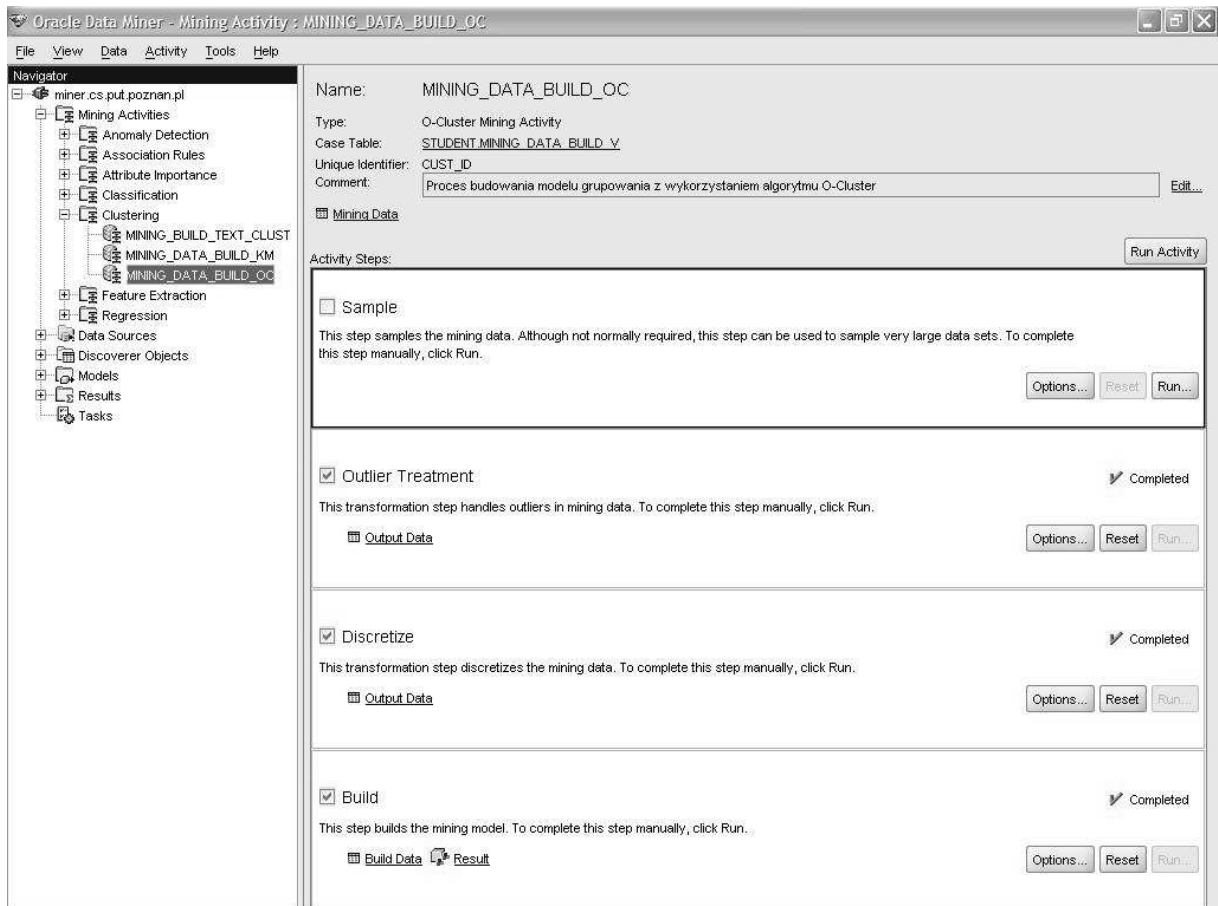 Oracle Data Miner - Mining Activity : MINING_DATA_BUILD_OC
File View Data Activity Tools Help
Navigator
miner.cs.put.poznan.pl
Mining Activities
Anomaly Detection
Association Rules
Attribute Importance
Classification
Clustering
MINING_BUILD_TEXT_CLUST
MINING_DATA_BUILD_KM
MINING_DATA_BUILD_OC
Feature Extraction
Regression
Data Sources
Discoverer Objects
Models
Results
Tasks
Name: MINING_DATA_BUILD_OC
Type: O-Cluster Mining Activity
Case Table: STUDENT.MINING_DATA_BUILD_V
Unique Identifier: CUST_ID
Comment: Proces budowania modelu grupowania z wykorzystaniem algorytmu O-Cluster Edit...
Mining Data
Activity Steps: Run Activity
Sample
This step samples the mining data. Although not normally required, this step can be used to sample very large data sets. To complete
this step manually, click Run.
Options... Reset Run...
Outlier Treatment Completed
This transformation step handles outliers in mining data. To complete this step manually, click Run.
Output Data Options... Reset Run...
Discretize Completed
This transformation step discretizes the mining data. To complete this step manually, click Run.
Output Data Options... Reset Run...
Build Completed
This step builds the mining model. To complete this step manually, click Run.
Build Data Result Options... Reset Run...